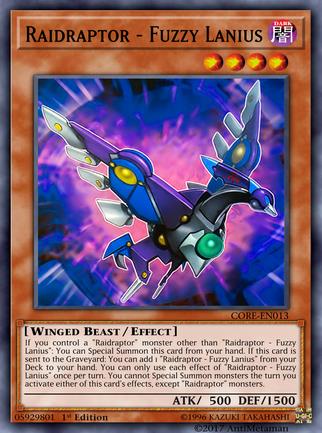 Raidraptor - Fuzzy Lanius
DARK
闇
CORE-EN013
[Winged Beast / Effect]
If you control a "Raidraptor" monster other than "Raidraptor - Fuzzy
Lanius": You can Special Summon this card from your hand. If this card is
sent to the Graveyard: You can add 1 "Raidraptor - Fuzzy Lanius" from your
Deck to your hand. You can only use each effect of "Raidraptor - Fuzzy
Lanius" once per turn. You cannot Special Summon monsters the turn you
activate either of this card's effects, except "Raidraptor" monsters.
ATK/ 500 DEF/1500
05929801 1st Edition ©1996 KAZUKI TAKAHASHI
©2017 AntiMetaman